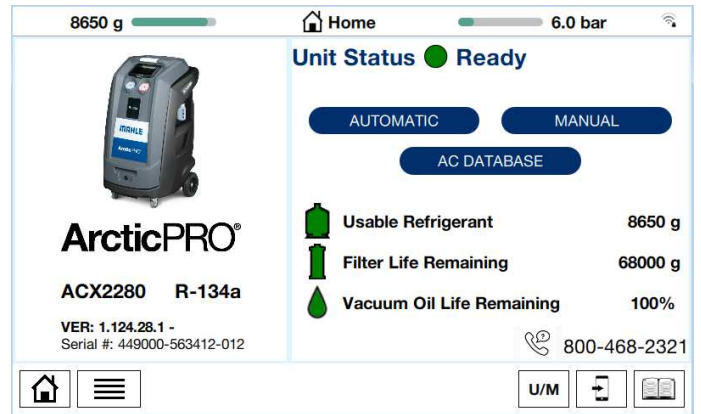 8650 g
Home
6.0 bar
Unit Status Ready
AUTOMATIC
MANUAL
AC DATABASE
MAHLE
ArcticPRO
ArcticPRO®
ACX2280 R-134a
VER: 1.124.28.1 -
Serial #: 449000-563412-012
Usable Refrigerant 8650 g
Filter Life Remaining 68000 g
Vacuum Oil Life Remaining 100%
800-468-2321
U/M